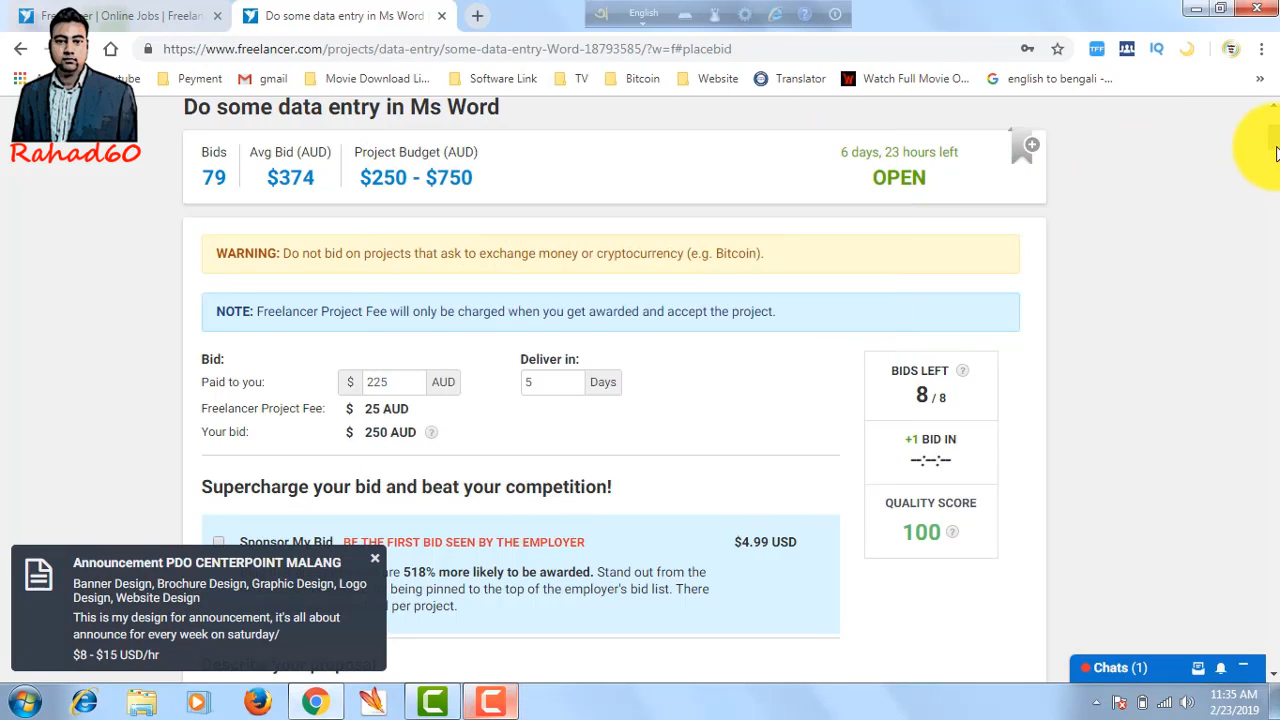 Online Jobs | Freelan
Do some data entry in Ms Word
English
https://www.freelancer.com/projects/data-entry/some-data-entry-Word-18793585/?w=f#placebid
Peyment
gmail
Movie Download Li...
Software Link
TV
Bitcoin
Website
Translator
Watch Full Movie O...
english to bengali -...
»
Rahad60
Do some data entry in Ms Word
Bids
79
Avg Bid (AUD)
$374
Project Budget (AUD)
$250 - $750
6 days, 23 hours left
OPEN
WARNING: Do not bid on projects that ask to exchange money or cryptocurrency (e.g. Bitcoin).
NOTE: Freelancer Project Fee will only be charged when you get awarded and accept the project.
Bid:
Deliver in:
Paid to you:
$ 225 AUD
5 Days
Freelancer Project Fee: $ 25 AUD
Your bid: $ 250 AUD ?
BIDS LEFT ?
8 / 8
+1 BID IN
--:--:--
QUALITY SCORE
100 ?
Supercharge your bid and beat your competition!
Sponsor My Bid BE THE FIRST BID SEEN BY THE EMPLOYER $4.99 USD
are 518% more likely to be awarded. Stand out from the
being pinned to the top of the employer's bid list. There
per project.
Announcement PDO CENTERPOINT MALANG
Banner Design, Brochure Design, Graphic Design, Logo
Design, Website Design
This is my design for announcement, it's all about
announce for every week on saturday/
$8 - $15 USD/hr
Chats (1)
11:35 AM
2/23/2019